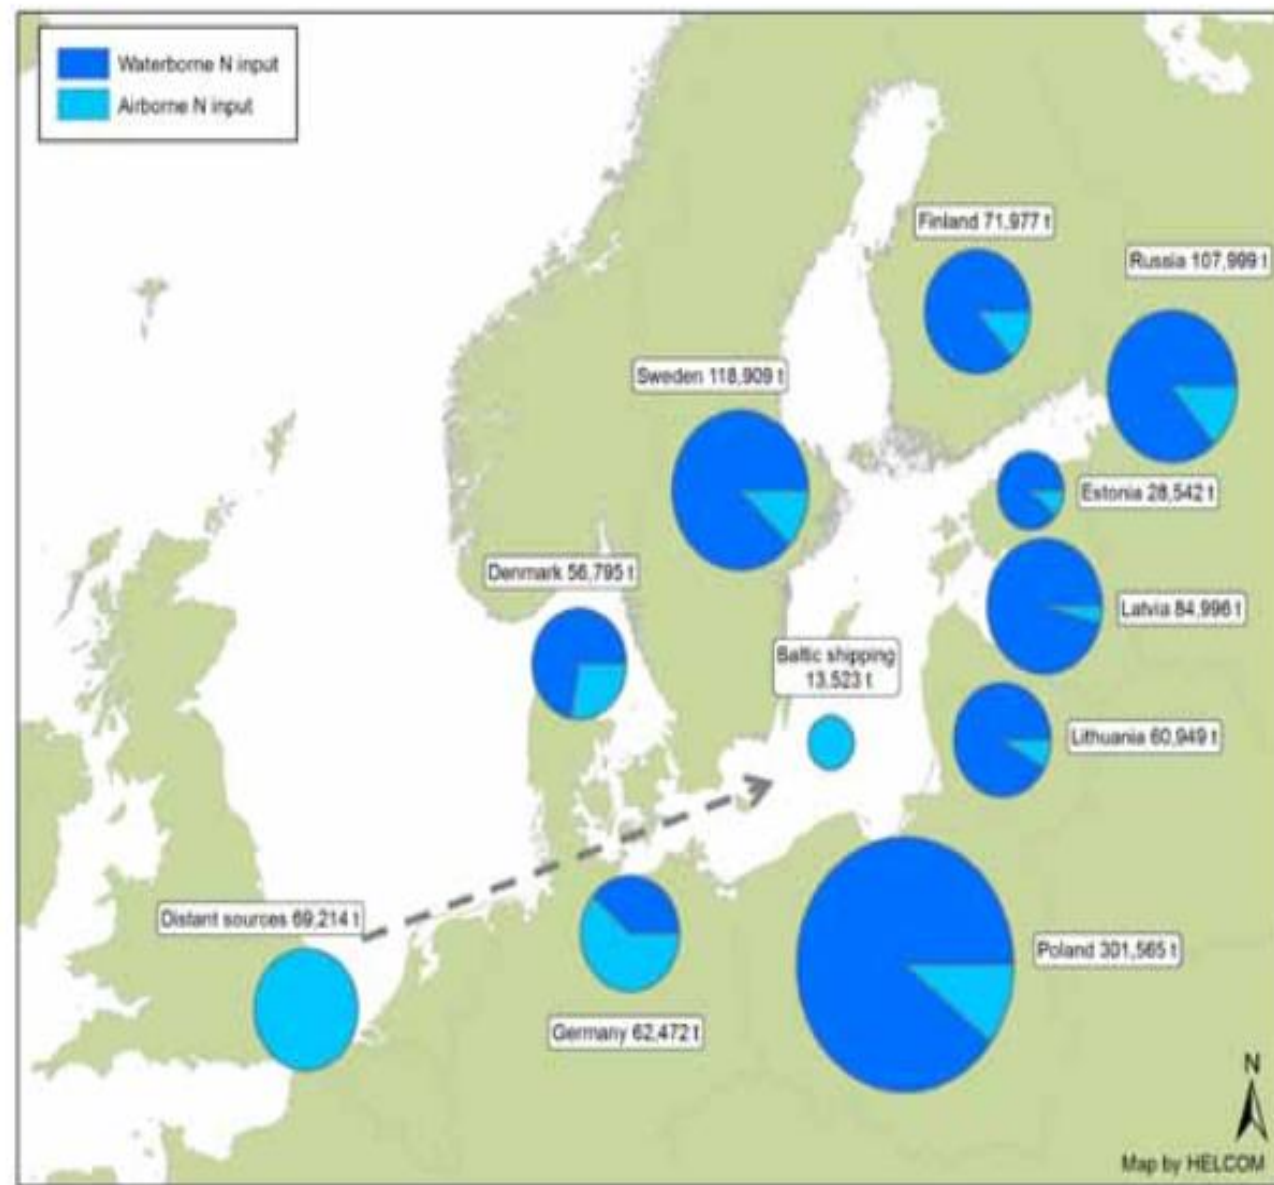 Waterborne N input
Airborne N input
Finland 71,977 t
Russia 107,999 t
Sweden 118,909 t
Estonia 28,542 t
Denmark 56,795 t
Latvia 84,996 t
Baltic shipping
13,523 t
Lithuania 60,949 t
Distant sources 69,214 t
Poland 301,565 t
Germany 62,472 t
N
Map by HELCOM